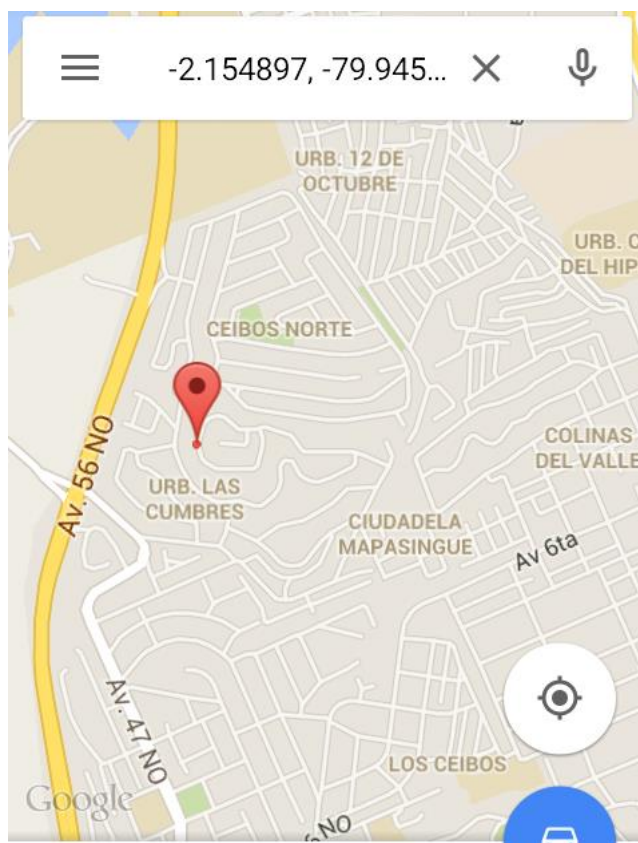 -2.154897, -79.945...
URB. 12 DE
OCTUBRE
URB. C
DEL HIP
CEIBOS NORTE
COLINAS
DEL VALLE
Av. 56 NO
URB. LAS
CUMBRES
CIUDADELA
MAPASINGUE
Av 6ta
Av. 47 NO
LOS CEIBOS
Google
NO